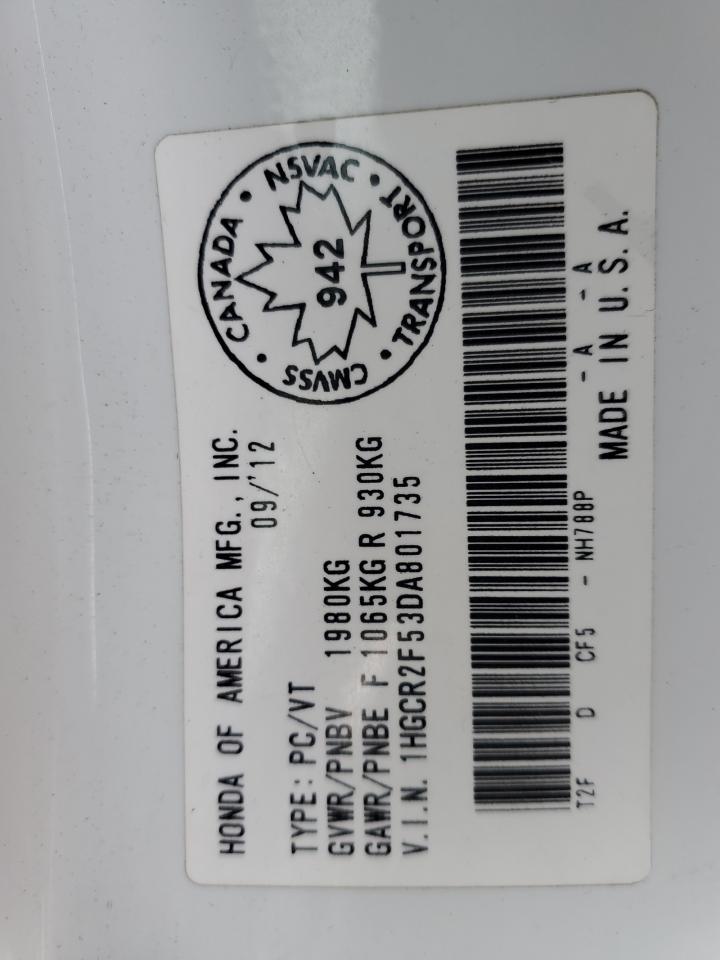 HONDA OF AMERICA MFG., INC.
09/'12
TYPE: PC/VT
GVWR/PNBV 1980KG
GAWR/PNBE F 1065KG R 930KG
V.I.N. 1HGCR2F53DA801735
CANADA • NSVAC • TRANSPORT • CMVSS •
942
T2F D CF5 - NH788P - A - A
MADE IN U.S.A.